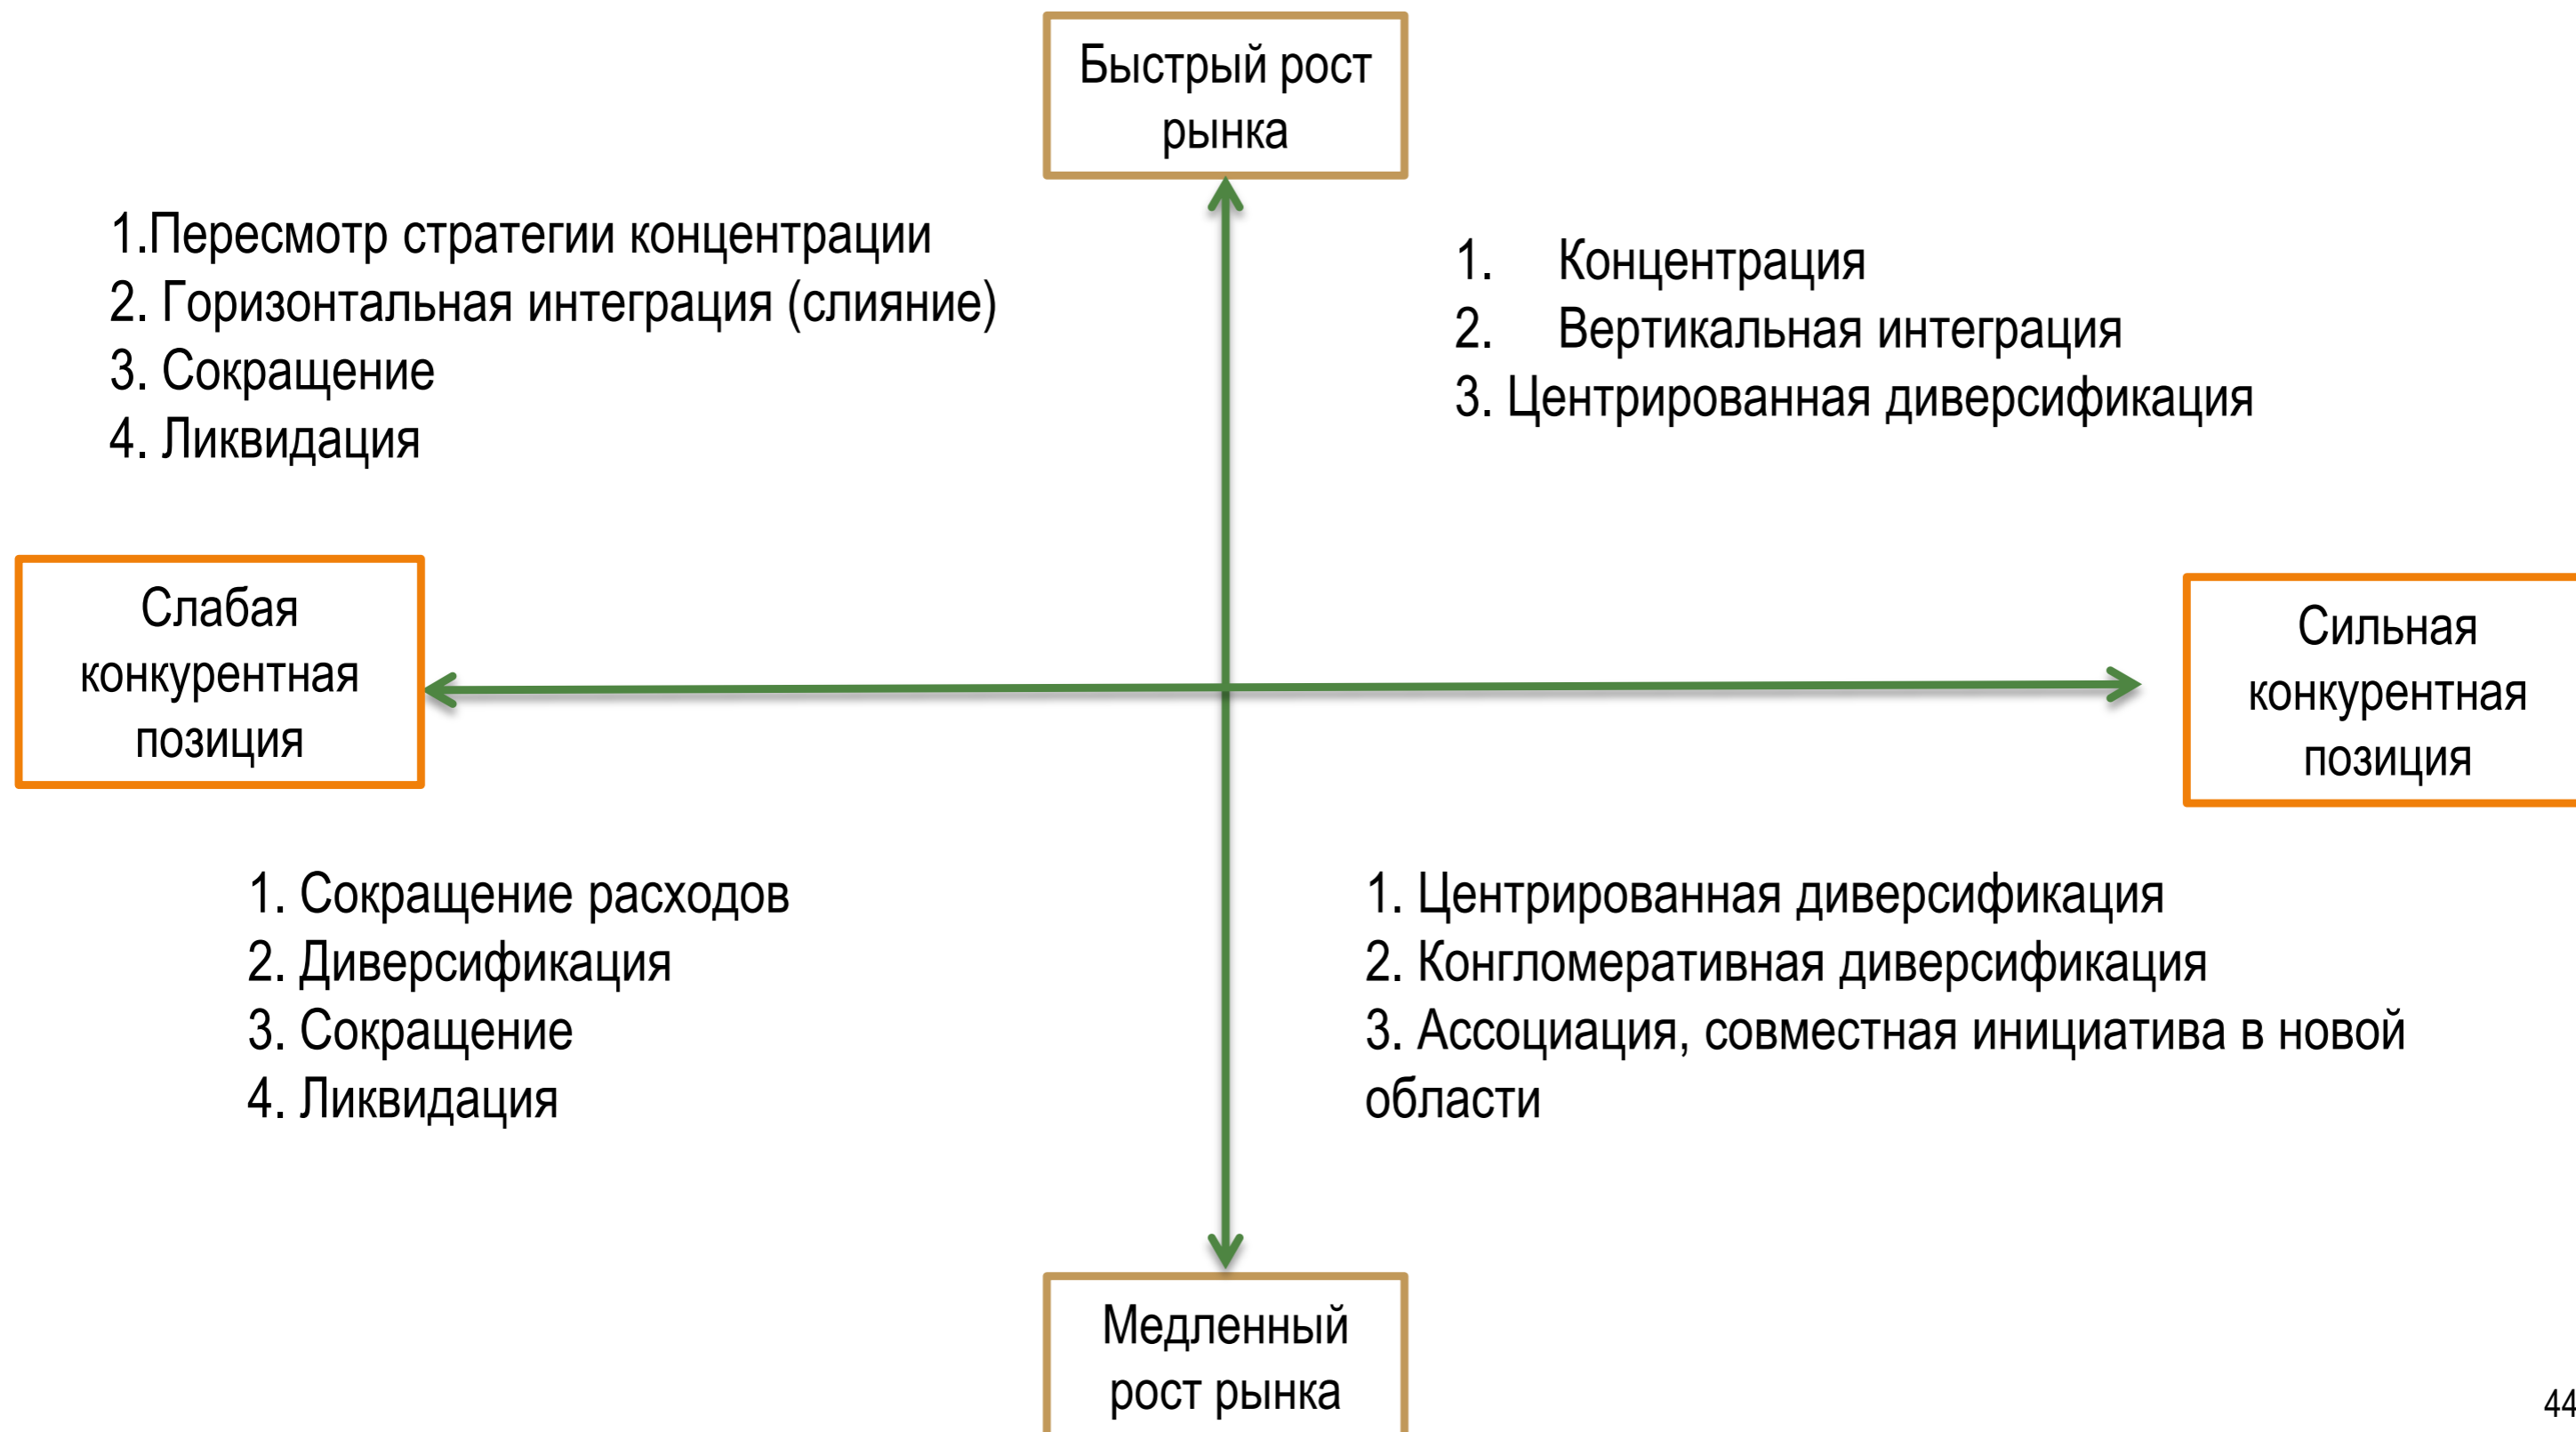 Быстрый рост
рынка
1.Пересмотр стратегии концентрации
2. Горизонтальная интеграция (слияние)
3. Сокращение
4. Ликвидация
1. Концентрация
2. Вертикальная интеграция
3. Центрированная диверсификация
Слабая
конкурентная
позиция
Сильная
конкурентная
позиция
1. Сокращение расходов
2. Диверсификация
3. Сокращение
4. Ликвидация
1. Центрированная диверсификация
2. Конгломеративная диверсификация
3. Ассоциация, совместная инициатива в новой
области
Медленный
рост рынка
44